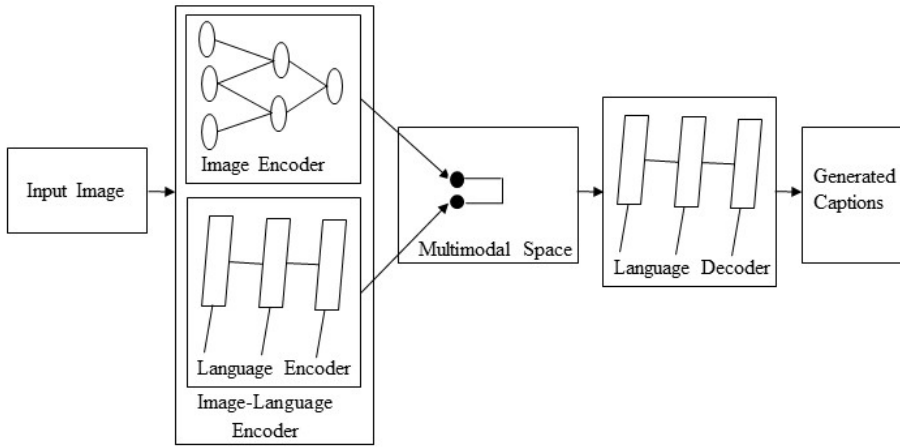 Input Image
Image Encoder
Language Encoder
Image-Language
Encoder
Multimodal Space
Language Decoder
Generated
Captions